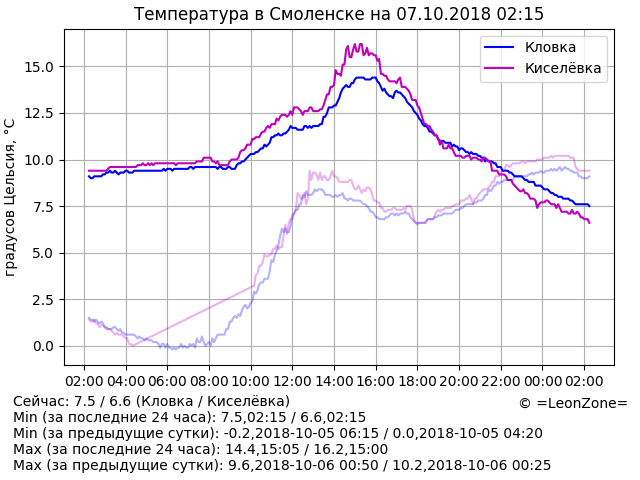 Температура в Смоленске на 07.10.2018 02:15
Кловка
Киселёвка
градусов Цельсия, °C
15.0
12.5
10.0
7.5
5.0
2.5
0.0
02:00 04:00 06:00 08:00 10:00 12:00 14:00 16:00 18:00 20:00 22:00 00:00 02:00
Сейчас: 7.5 / 6.6 (Кловка / Киселёвка)
© =LeonZone=
Min (за последние 24 часа): 7.5,02:15 / 6.6,02:15
Min (за предыдущие сутки): -0.2,2018-10-05 06:15 / 0.0,2018-10-05 04:20
Max (за последние 24 часа): 14.4,15:05 / 16.2,15:00
Max (за предыдущие сутки): 9.6,2018-10-06 00:50 / 10.2,2018-10-06 00:25